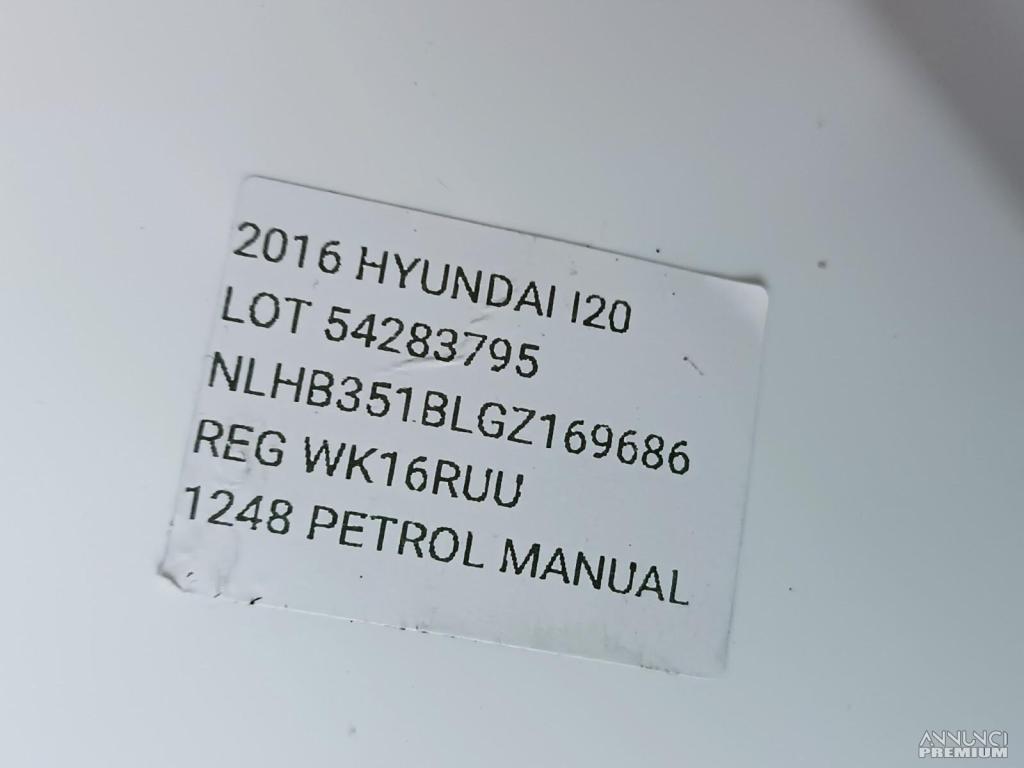 2016 HYUNDAI I20
LOT 54283795
NLHB351BLGZ169686
REG WK16RUU
1248 PETROL MANUAL
ANNUNCI
PREMIUM